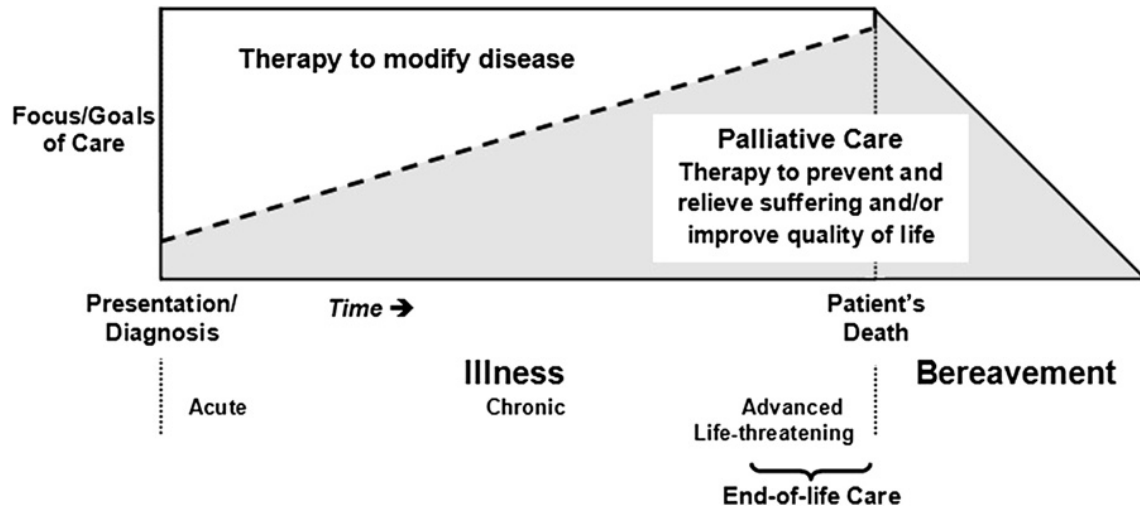 Therapy to modify disease
Focus/Goals
of Care
Palliative Care
Therapy to prevent and
relieve suffering and/or
improve quality of life
Presentation/
Diagnosis
Time →
Patient's
Death
Illness
Bereavement
Acute
Chronic
Advanced
Life-threatening
End-of-life Care